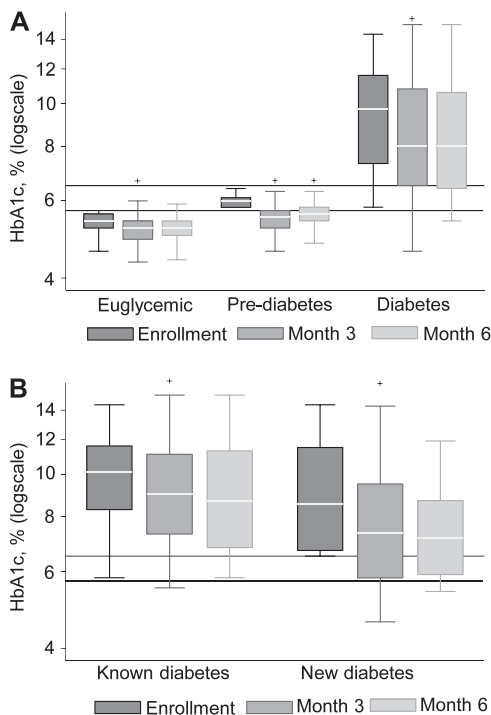 A
HbA1c, % (logscale)
14
12
10
8
6
4
Euglycemic Pre-diabetes Diabetes
Enrollment Month 3 Month 6
B
HbA1c, % (logscale)
14
12
10
8
6
4
Known diabetes New diabetes
Enrollment Month 3 Month 6